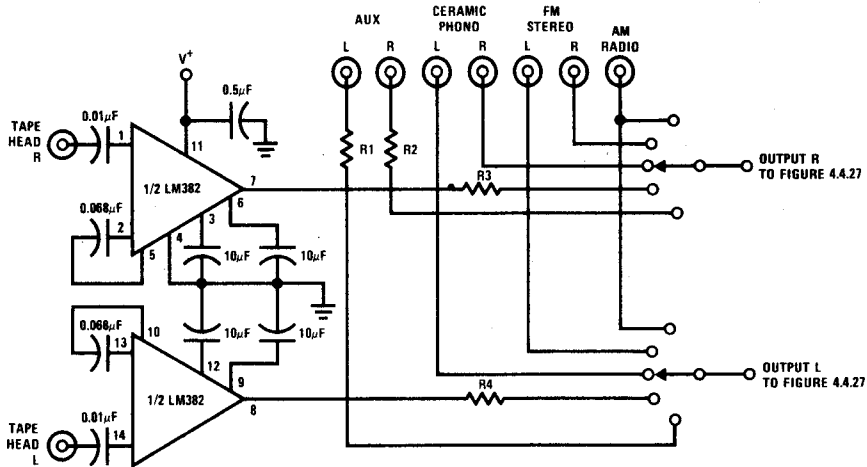 AUX
CERAMIC
PHONO
FM
STEREO
AM
RADIO
L
R
L
R
L
R
V+
0.5μF
0.01μF
TAPE
HEAD
R
1
11
R1
R2
1/2 LM382
7
6
R3
OUTPUT R
TO FIGURE 4.4.27
0.068μF
2
5
4
3
10μF
10μF
0.068μF
10
13
10μF
10μF
12
9
8
1/2 LM382
R4
OUTPUT L
TO FIGURE 4.4.27
0.01μF
14
TAPE
HEAD
L